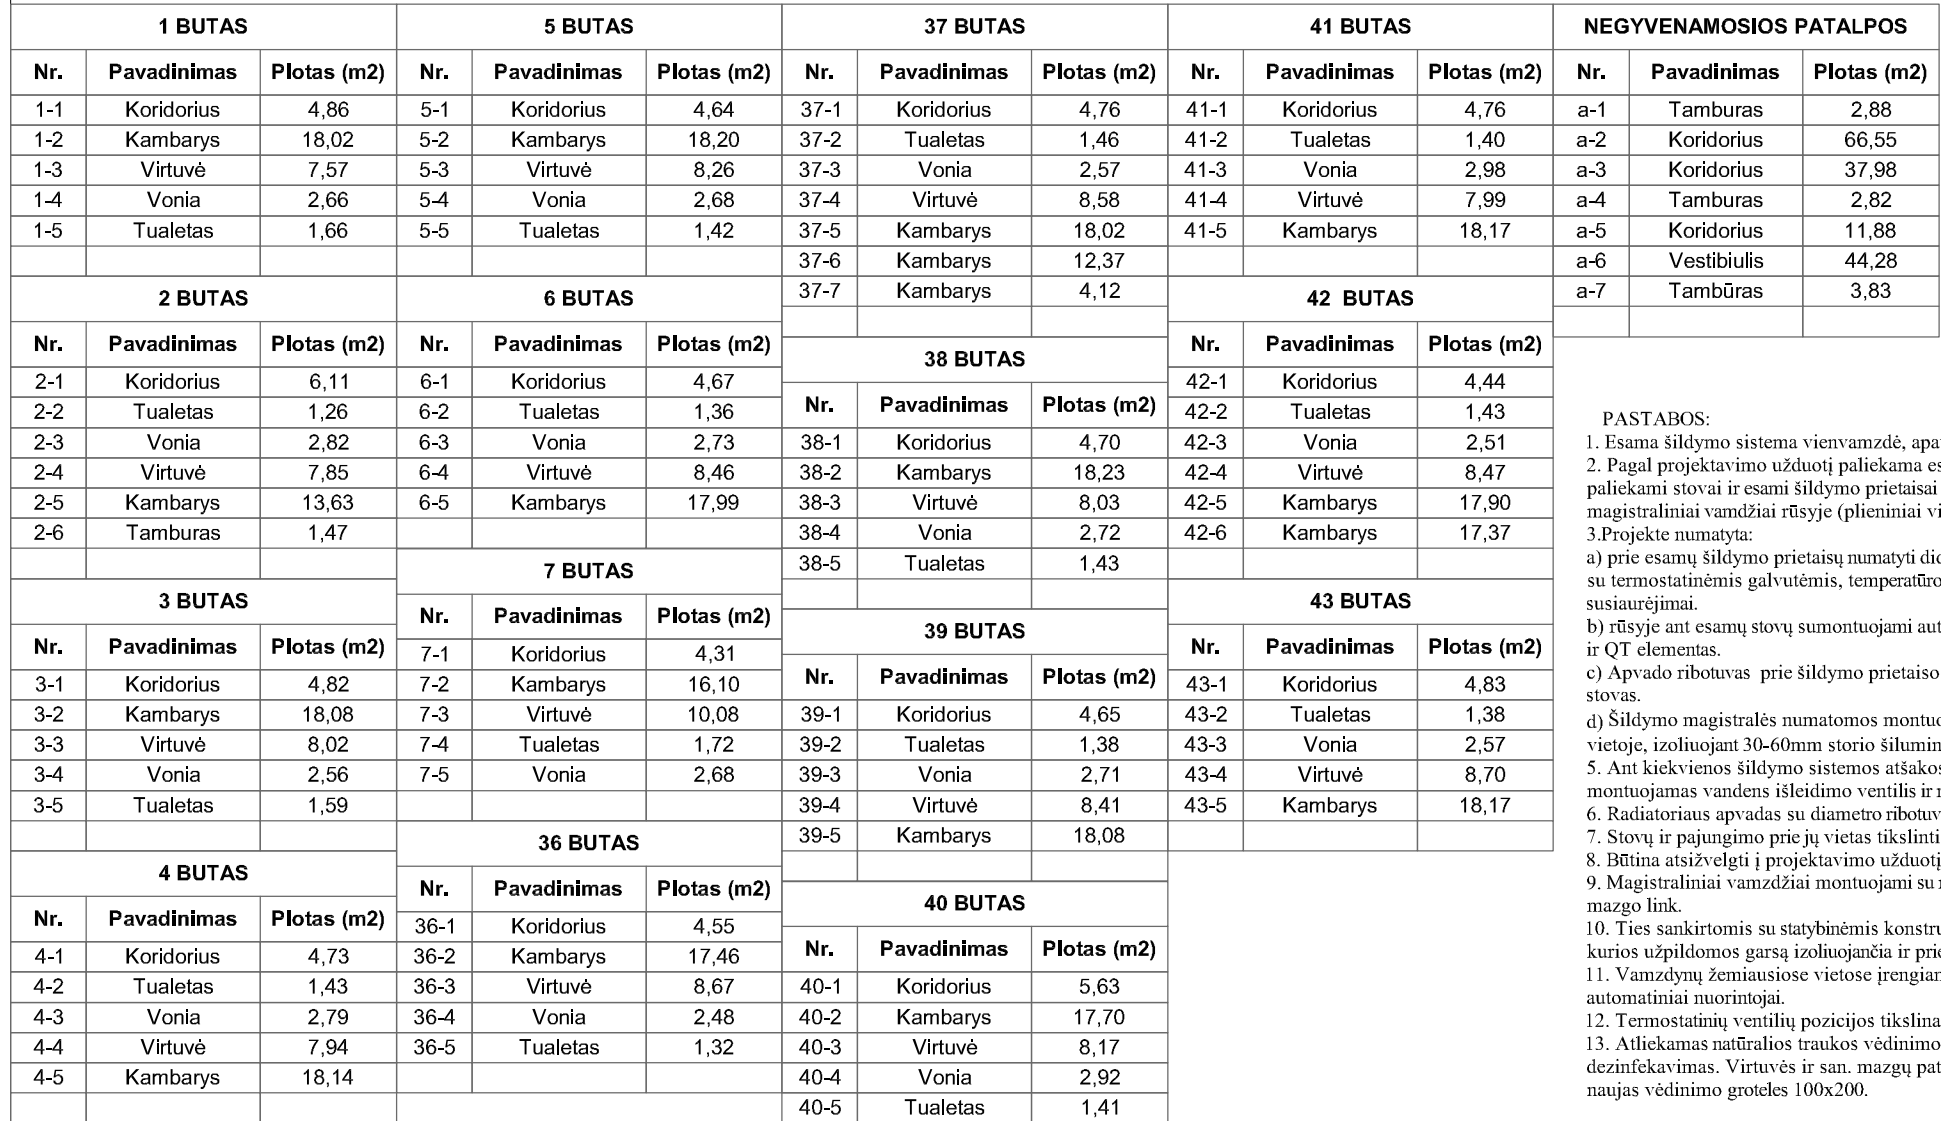 1 BUTAS
Nr. Pavadinimas Plotas (m2)
1-1 Koridorius 4,86
1-2 Kambarys 18,02
1-3 Virtuvė 7,57
1-4 Vonia 2,66
1-5 Tualetas 1,66
2 BUTAS
Nr. Pavadinimas Plotas (m2)
2-1 Koridorius 6,11
2-2 Tualetas 1,26
2-3 Vonia 2,82
2-4 Virtuvė 7,85
2-5 Kambarys 13,63
2-6 Tamburas 1,47
3 BUTAS
Nr. Pavadinimas Plotas (m2)
3-1 Koridorius 4,82
3-2 Kambarys 18,08
3-3 Virtuvė 8,02
3-4 Vonia 2,56
3-5 Tualetas 1,59
4 BUTAS
Nr. Pavadinimas Plotas (m2)
4-1 Koridorius 4,73
4-2 Tualetas 1,43
4-3 Vonia 2,79
4-4 Virtuvė 7,94
4-5 Kambarys 18,14
5 BUTAS
Nr. Pavadinimas Plotas (m2)
5-1 Koridorius 4,64
5-2 Kambarys 18,20
5-3 Virtuvė 8,26
5-4 Vonia 2,68
5-5 Tualetas 1,42
6 BUTAS
Nr. Pavadinimas Plotas (m2)
6-1 Koridorius 4,67
6-2 Tualetas 1,36
6-3 Vonia 2,73
6-4 Virtuvė 8,46
6-5 Kambarys 17,99
7 BUTAS
Nr. Pavadinimas Plotas (m2)
7-1 Koridorius 4,31
7-2 Kambarys 16,10
7-3 Virtuvė 10,08
7-4 Tualetas 1,72
7-5 Vonia 2,68
36 BUTAS
Nr. Pavadinimas Plotas (m2)
36-1 Koridorius 4,55
36-2 Kambarys 17,46
36-3 Virtuvė 8,67
36-4 Vonia 2,48
36-5 Tualetas 1,32
37 BUTAS
Nr. Pavadinimas Plotas (m2)
37-1 Koridorius 4,76
37-2 Tualetas 1,46
37-3 Vonia 2,57
37-4 Virtuvė 8,58
37-5 Kambarys 18,02
37-6 Kambarys 12,37
37-7 Kambarys 4,12
38 BUTAS
Nr. Pavadinimas Plotas (m2)
38-1 Koridorius 4,70
38-2 Kambarys 18,23
38-3 Virtuvė 8,03
38-4 Vonia 2,72
38-5 Tualetas 1,43
39 BUTAS
Nr. Pavadinimas Plotas (m2)
39-1 Koridorius 4,65
39-2 Tualetas 1,38
39-3 Vonia 2,71
39-4 Virtuvė 8,41
39-5 Kambarys 18,08
40 BUTAS
Nr. Pavadinimas Plotas (m2)
40-1 Koridorius 5,63
40-2 Kambarys 17,70
40-3 Virtuvė 8,17
40-4 Vonia 2,92
40-5 Tualetas 1,41
41 BUTAS
Nr. Pavadinimas Plotas (m2)
41-1 Koridorius 4,76
41-2 Tualetas 1,40
41-3 Vonia 2,98
41-4 Virtuvė 7,99
41-5 Kambarys 18,17
42 BUTAS
Nr. Pavadinimas Plotas (m2)
42-1 Koridorius 4,44
42-2 Tualetas 1,43
42-3 Vonia 2,51
42-4 Virtuvė 8,47
42-5 Kambarys 17,90
42-6 Kambarys 17,37
43 BUTAS
Nr. Pavadinimas Plotas (m2)
43-1 Koridorius 4,83
43-2 Tualetas 1,38
43-3 Vonia 2,57
43-4 Virtuvė 8,70
43-5 Kambarys 18,17
NEGYVENAMOSIOS PATALPOS
Nr. Pavadinimas Plotas (m2)
a-1 Tamburas 2,88
a-2 Koridorius 66,55
a-3 Koridorius 37,98
a-4 Tamburas 2,82
a-5 Koridorius 11,88
a-6 Vestibiulis 44,28
a-7 Tambūras 3,83
PASTABOS:
1. Esama šildymo sistema vienvamzdė, apa
2. Pagal projektavimo užduotį paliekama es
paliekami stovai ir esami šildymo prietaisai
magistraliniai vamdžiai rūsyje (plieniniai vi
3.Projekte numatyta:
a) prie esamų šildymo prietaisų numatyti did
su termostatinėmis galvutėmis, temperatūro
susiaurėjimai.
b) rūsyje ant esamų stovų sumontuojami aut
ir QT elementas.
c) Apvado ribotuvas prie šildymo prietaiso
stovas.
d) Šildymo magistralės numatomos montuo
vietoje, izoliuojant 30-60mm storio šilumin
5. Ant kiekvienos šildymo sistemos atšakos
montuojamas vandens išleidimo ventilis ir
6. Radiatoriaus apvadas su diametro ribotuv
7. Stovų ir pajungimo prie jų vietas tikslinti
8. Būtina atsižvelgti į projektavimo užduotį
9. Magistraliniai vamzdžiai montuojami su
mazgo link.
10. Ties sankirtomis su statybinėmis konstru
kurios užpildomos garsą izoliuojančia ir prie
11. Vamzdynų žemiausiose vietose įrengiam
automatiniai nuorintojai.
12. Termostatinių ventilių pozicijos tikslina
13. Atliekamas natūralios traukos vėdinimo
dezinfekavimas. Virtuvės ir san. mazgų pat
naujas vėdinimo groteles 100x200.